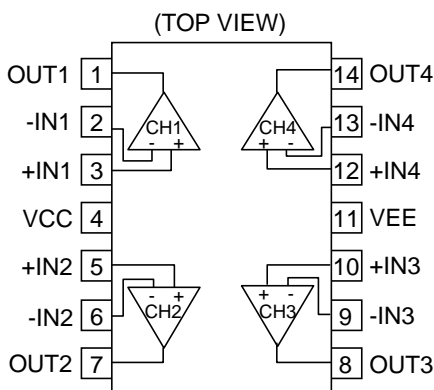 (TOP VIEW)
OUT1 1 14 OUT4
-IN1 2 CH1 CH4 13 -IN4
- + + -
+IN1 3 12 +IN4
VCC 4 11 VEE
+IN2 5 10 +IN3
- + + -
-IN2 6 CH2 CH3 9 -IN3
OUT2 7 8 OUT3